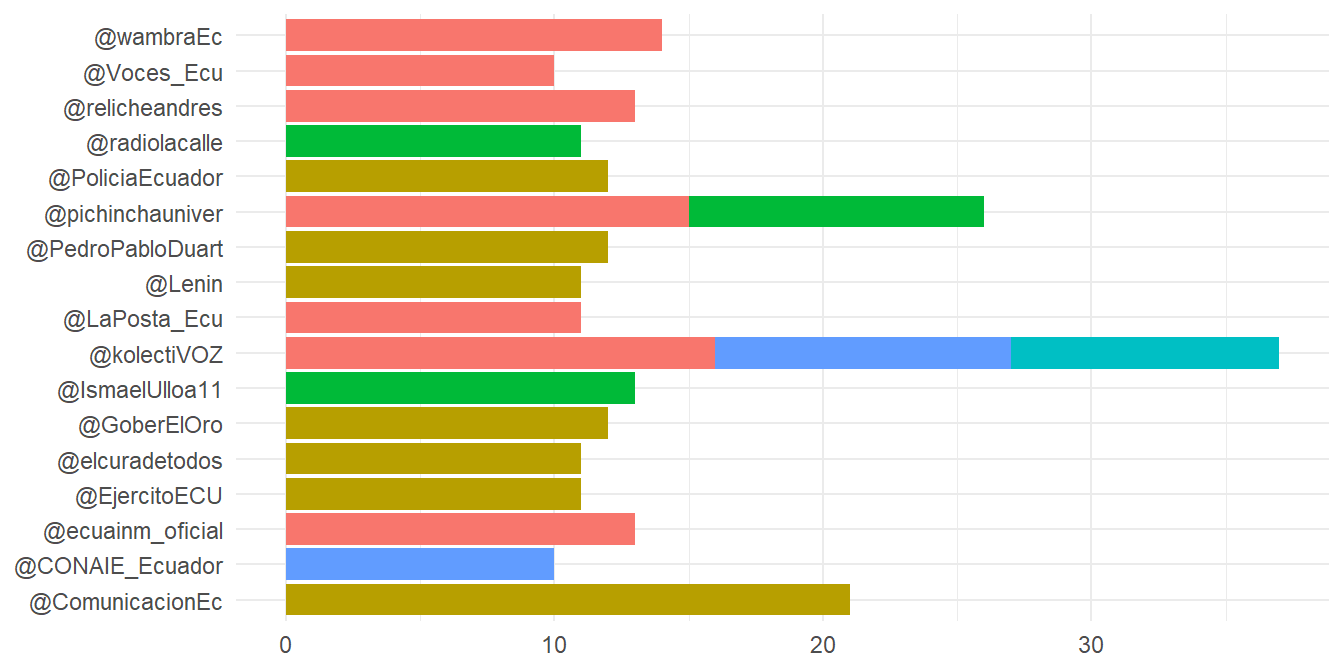 @wambraEc
@Voces_Ecu
@relicheandres
@radiolacalle
@PoliciaEcuador
@pichinchauniver
@PedroPabloDuart
@Lenin
@LaPosta_Ecu
@kolectiVOZ
@IsmaelUlloa11
@GoberElOro
@elcuradetodos
@EjercitoECU
@ecuainm_oficial
@CONAIE_Ecuador
@ComunicacionEc
0 10 20 30